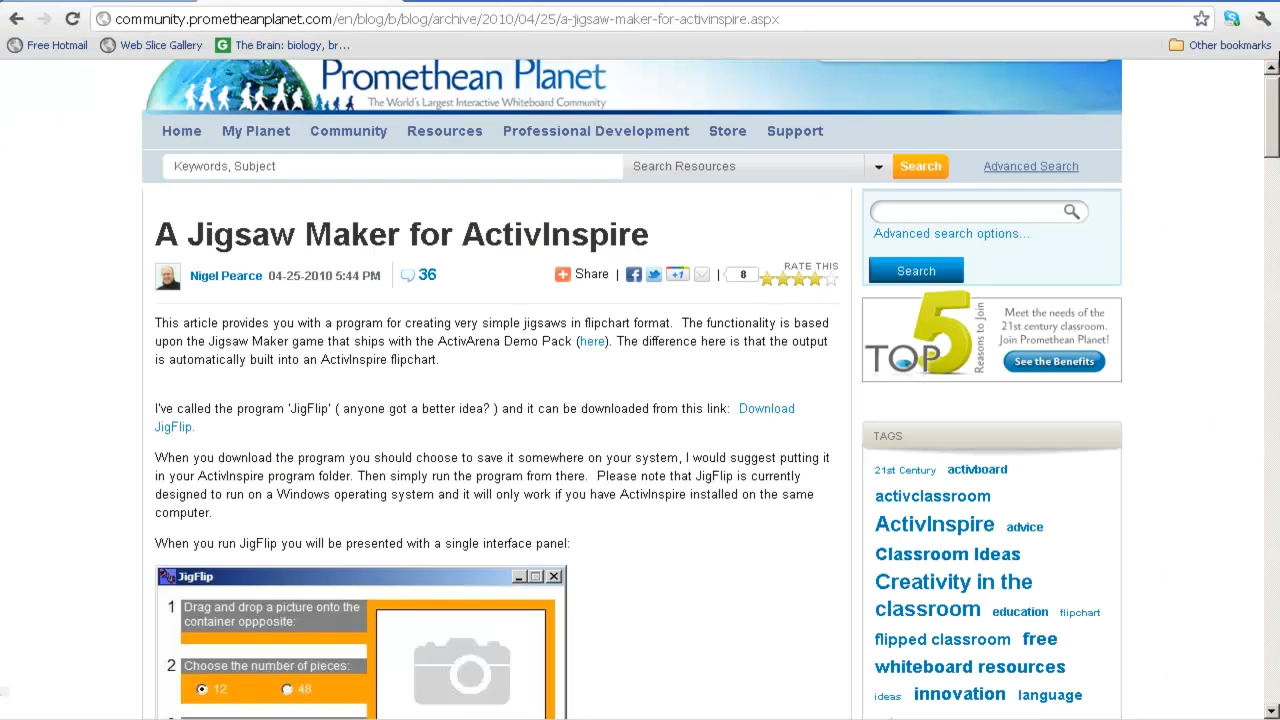 community.prometheanplanet.com/en/blog/b/blog/archive/2010/04/25/a-jigsaw-maker-for-activinspire.aspx
Free Hotmail Web Slice Gallery G The Brain: biology, br... Other bookmarks
Promethean Planet
The World's Largest Interactive Whiteboard Community
Home My Planet Community Resources Professional Development Store Support
Keywords, Subject Search Resources Search Advanced Search
A Jigsaw Maker for ActivInspire
Nigel Pearce 04-25-2010 5:44 PM 36 Share | +1 | 8 RATE THIS
This article provides you with a program for creating very simple jigsaws in flipchart format. The functionality is based
upon the Jigsaw Maker game that ships with the ActivArena Demo Pack (here). The difference here is that the output
is automatically built into an ActivInspire flipchart.
I've called the program 'JigFlip' ( anyone got a better idea? ) and it can be downloaded from this link: Download
JigFlip.
When you download the program you should choose to save it somewhere on your system, I would suggest putting it
in your ActivInspire program folder. Then simply run the program from there. Please note that JigFlip is currently
designed to run on a Windows operating system and it will only work if you have ActivInspire installed on the same
computer.
When you run JigFlip you will be presented with a single interface panel:
JigFlip
1 Drag and drop a picture onto the
container oppposite:
2 Choose the number of pieces:
12 48
Advanced search options...
Search
TOP 5 Reasons to Join
Meet the needs of the
21st century classroom.
Join Promethean Planet!
See the Benefits
TAGS
21st Century activboard
activclassroom
ActivInspire advice
Classroom Ideas
Creativity in the
classroom education flipchart
flipped classroom free
whiteboard resources
ideas innovation language